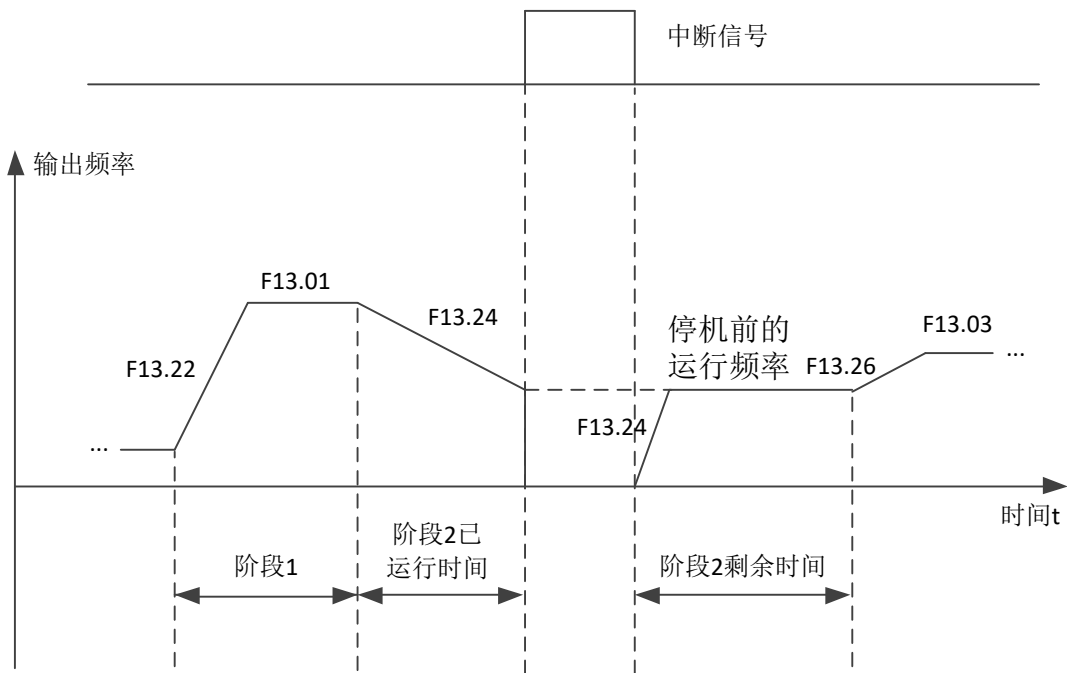 中断信号
输出频率
F13.01
F13.24
停机前的
运行频率
F13.03
...
F13.22
F13.26
...
F13.24
时间t
阶段1
阶段2已
运行时间
阶段2剩余时间